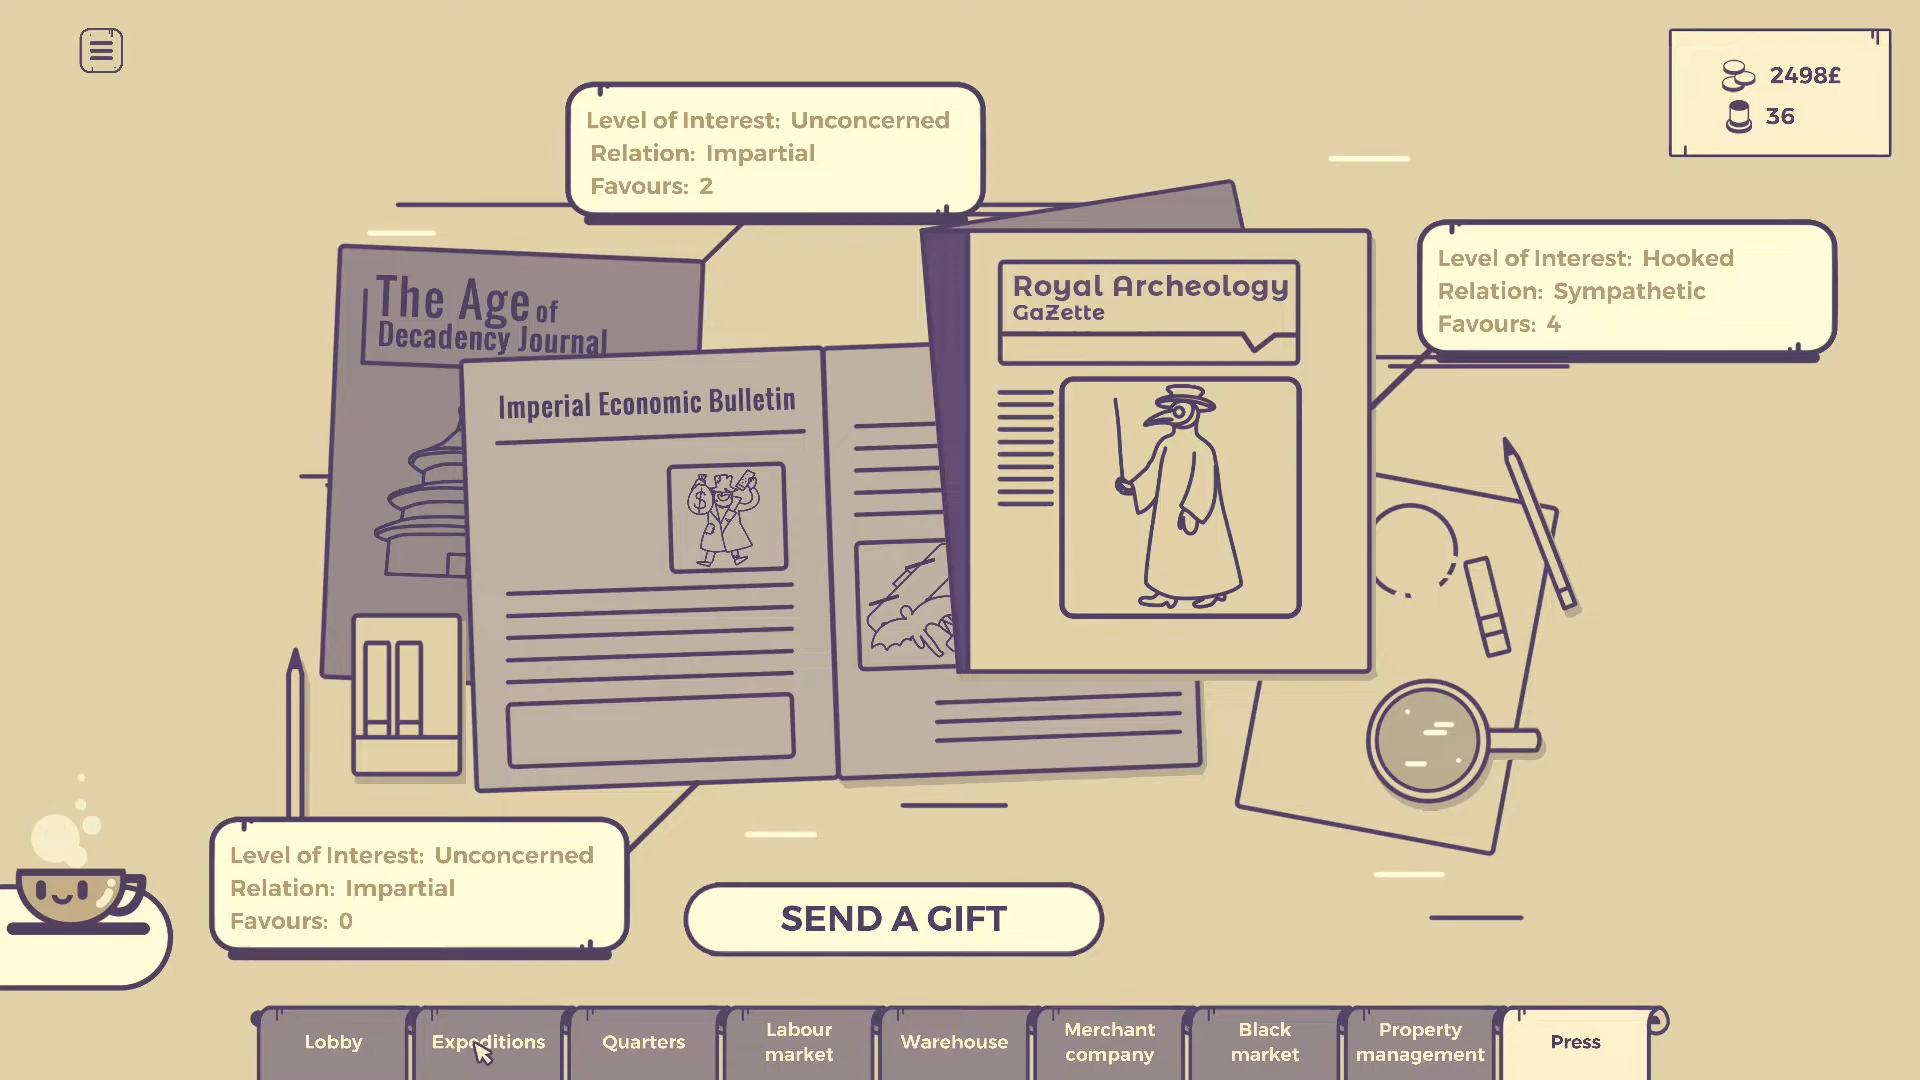 2498£
36
Level of Interest: Unconcerned
Relation: Impartial
Favours: 2
Level of Interest: Hooked
Relation: Sympathetic
Favours: 4
The Age of
Decadency Journal
Royal Archeology
GaZette
Imperial Economic Bulletin
$
Level of Interest: Unconcerned
Relation: Impartial
Favours: 0
SEND A GIFT
Lobby
Expeditions
Quarters
Labour
market
Warehouse
Merchant
company
Black
market
Property
management
Press